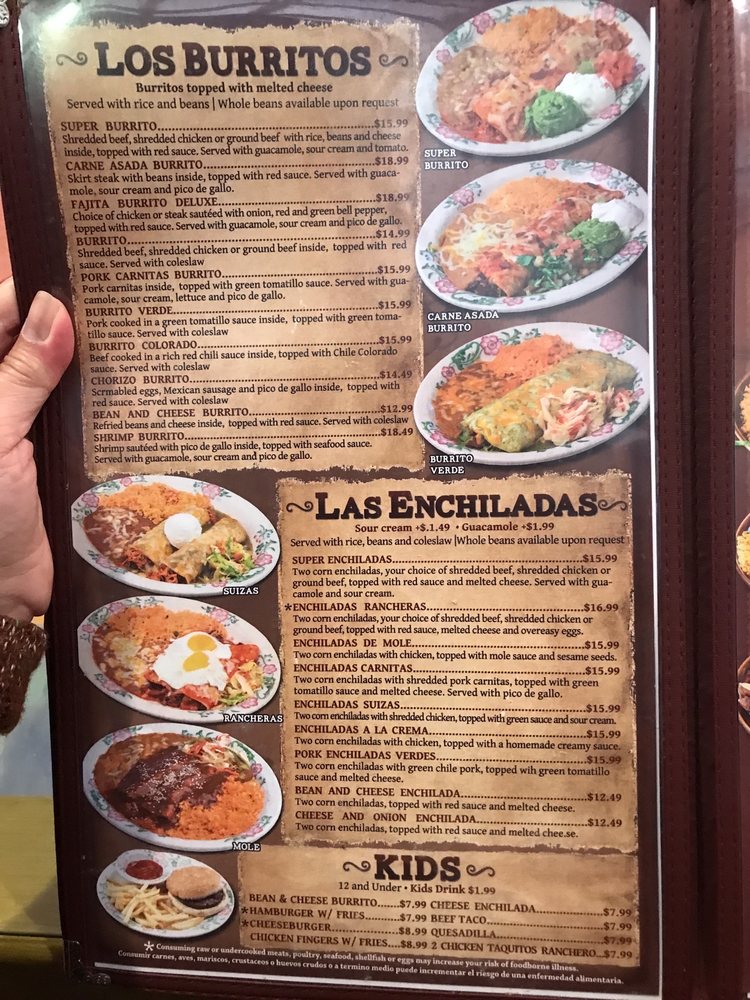 LOS BURRITOS
Burritos topped with melted cheese
Served with rice and beans | Whole beans available upon request
SUPER BURRITO...$15.99
Shredded beef, shredded chicken or ground beef with rice, beans and cheese
inside, topped with red sauce. Served with guacamole, sour cream and tomato.
CARNE ASADA BURRITO...$18.99
Skirt steak with beans inside, topped with red sauce. Served with guaca-
mole, sour cream and pico de gallo.
FAJITA BURRITO DELUXE...$18.99
Choice of chicken or steak sautéed with onion, red and green bell pepper,
topped with red sauce. Served with guacamole, sour cream and pico de gallo.
BURRITO...$14.99
Shredded beef, shredded chicken or ground beef inside, topped with red
sauce. Served with coleslaw
PORK CARNITAS BURRITO...$15.99
Pork carnitas inside, topped with green tomatillo sauce. Served with gua-
camole, sour cream, lettuce and pico de gallo.
BURRITO VERDE...$15.99
Pork cooked in a green tomatillo sauce inside, topped with green toma-
tillo sauce. Served with coleslaw
BURRITO COLORADO...$15.99
Beef cooked in a rich red chili sauce inside, topped with Chile Colorado
sauce. Served with coleslaw
CHORIZO BURRITO...$14.49
Scrmabled eggs, Mexican sausage and pico de gallo inside, topped with
red sauce. Served with coleslaw
BEAN AND CHEESE BURRITO...$12.99
Refried beans and cheese inside, topped with red sauce. Served with coleslaw
SHRIMP BURRITO...$18.49
Shrimp sautéed with pico de gallo inside, topped with seafood sauce.
Served with guacamole, sour cream and pico de gallo.
SUPER
BURRITO
CARNE ASADA
BURRITO
BURRITO
VERDE
SUIZAS
RANCHERAS
MOLE
LAS ENCHILADAS
Sour cream +$.1.49 • Guacamole +$1.99
Served with rice, beans and coleslaw |Whole beans available upon request
SUPER ENCHILADAS...$15.99
Two corn enchiladas, your choice of shredded beef, shredded chicken or
ground beef, topped with red sauce and melted cheese. Served with gua-
camole and sour cream.
*ENCHILADAS RANCHERAS...$16.99
Two corn enchiladas, your choice of shredded beef, shredded chicken or
ground beef, topped with red sauce, melted cheese and overeasy eggs.
ENCHILADAS DE MOLE...$15.99
Two corn enchiladas with chicken, topped with mole sauce and sesame seeds.
ENCHILADAS CARNITAS...$15.99
Two corn enchiladas with shredded pork carnitas, topped with green
tomatillo sauce and melted cheese. Served with pico de gallo.
ENCHILADAS SUIZAS...$15.99
Two corn enchiladas with shredded chicken, topped with green sauce and sour cream.
ENCHILADAS A LA CREMA...$15.99
Two corn enchiladas with chicken, topped with a homemade creamy sauce.
PORK ENCHILADAS VERDES...$15.99
Two corn enchiladas with green chile pork, topped wih green tomatillo
sauce and melted cheese.
BEAN AND CHEESE ENCHILADA...$12.49
Two corn enchiladas, topped with red sauce and melted cheese.
CHEESE AND ONION ENCHILADA...$12.49
Two corn enchiladas, topped with red sauce and melted chee.se.
KIDS
12 and Under • Kids Drink $1.99
BEAN & CHEESE BURRITO...$7.99 CHEESE ENCHILADA...$7.99
*HAMBURGER W/ FRIES...$7.99 BEEF TACO...$7.99
*CHEESEBURGER...$8.99 QUESADILLA...$7.99
CHICKEN FINGERS W/ FRIES...$8.99 2 CHICKEN TAQUITOS RANCHERO...$7.99
* Consuming raw or undercooked meats, poultry, seafood, shellfish or eggs may increase your risk of foodborne illness.
Consumir carnes, aves, mariscos, crustaceos o huevos crudos o a termino medio puede incrementar el riesgo de una enfermedad alimentaria.